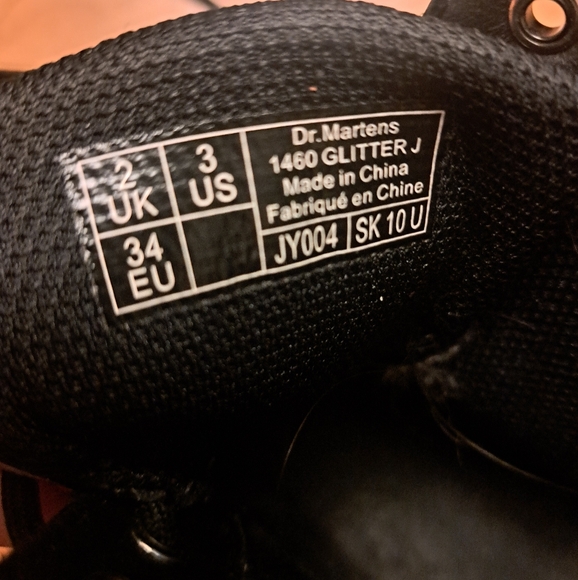 2
UK
3
US
34
EU
Dr.Martens
1460 GLITTER J
Made in China
Fabriqué en Chine
JY004
SK 10 U